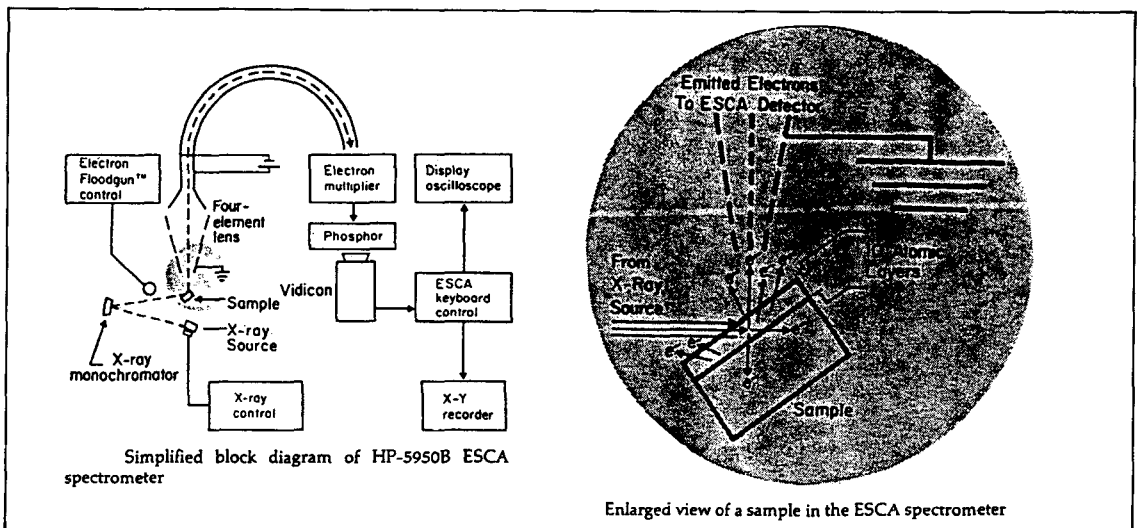 Electron
Floodgun™
control
Four-
element
lens
Sample
X-ray
Source
X-ray
monochromator
X-ray
control
Electron
multiplier
Phosphor
Vidicon
Display
oscilloscope
ESCA
keyboard
control
X-Y
recorder
Simplified block diagram of HP-5950B ESCA
spectrometer
Emitted Electrons
To ESCA Detector
From
X-Ray
Source
Atomic
Layers
Sample
Enlarged view of a sample in the ESCA spectrometer